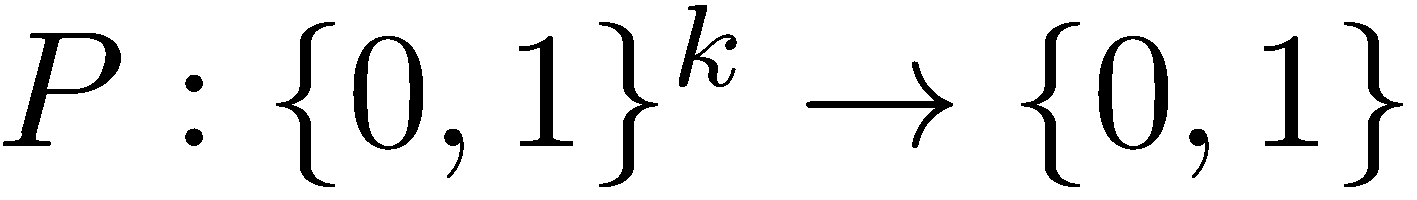 P : {0, 1}^k → {0, 1}